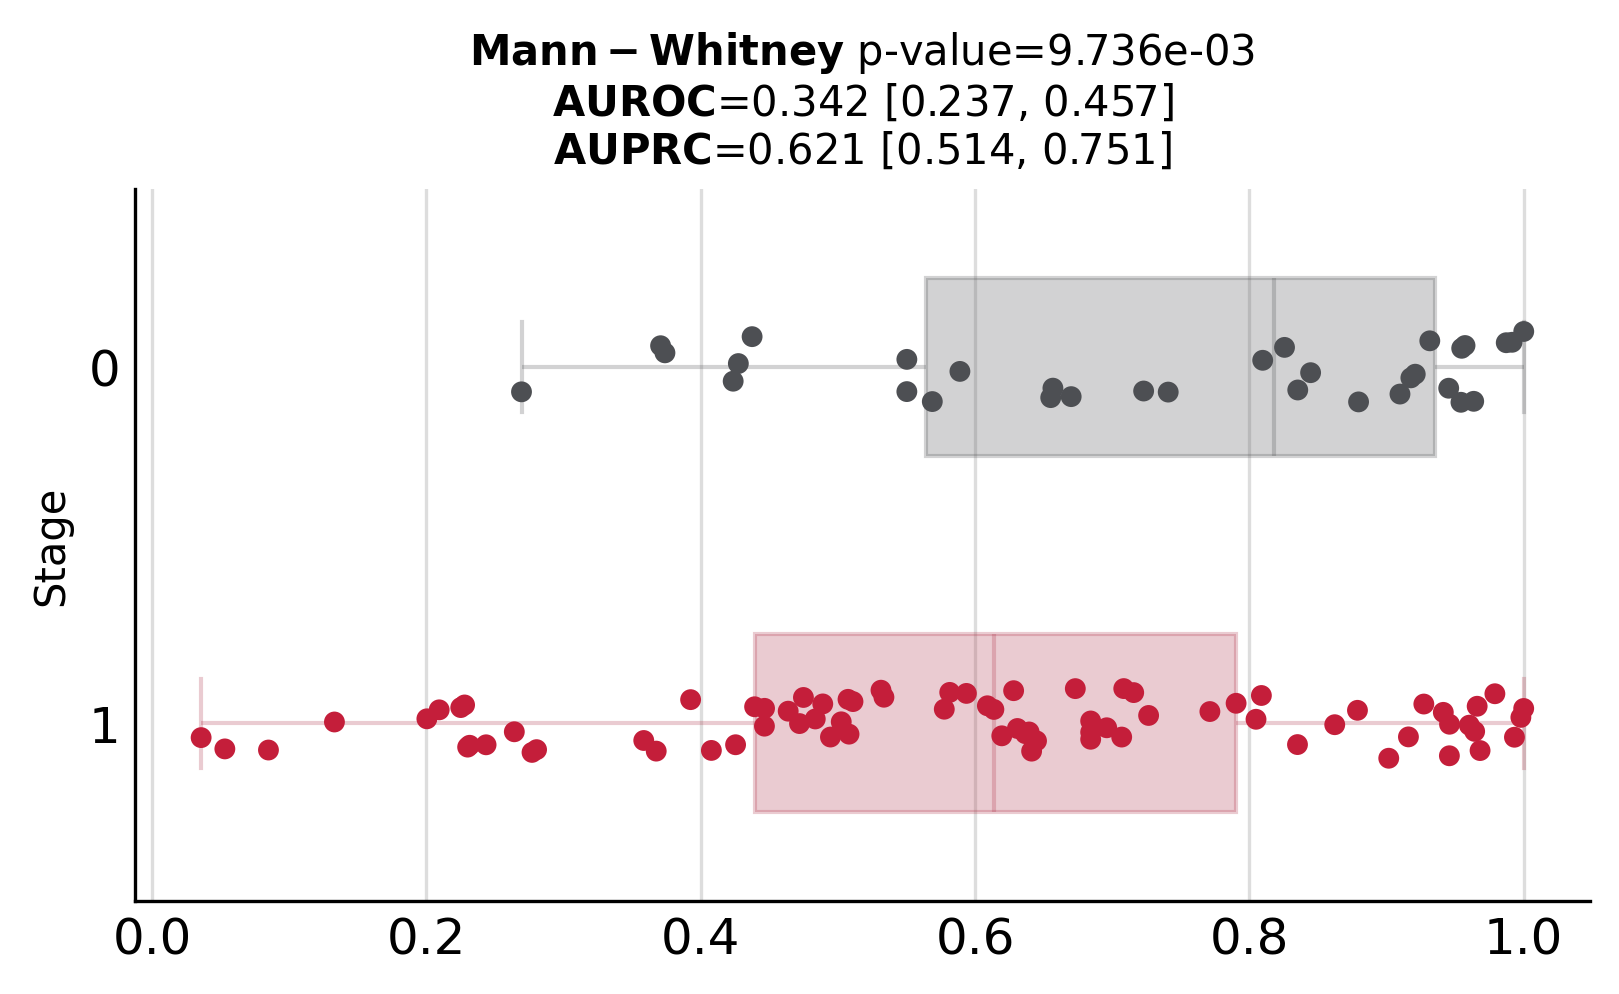 Mann − Whitney p-value=9.736e-03
AUROC=0.342 [0.237, 0.457]
AUPRC=0.621 [0.514, 0.751]
Stage
0
1
0.0 0.2 0.4 0.6 0.8 1.0